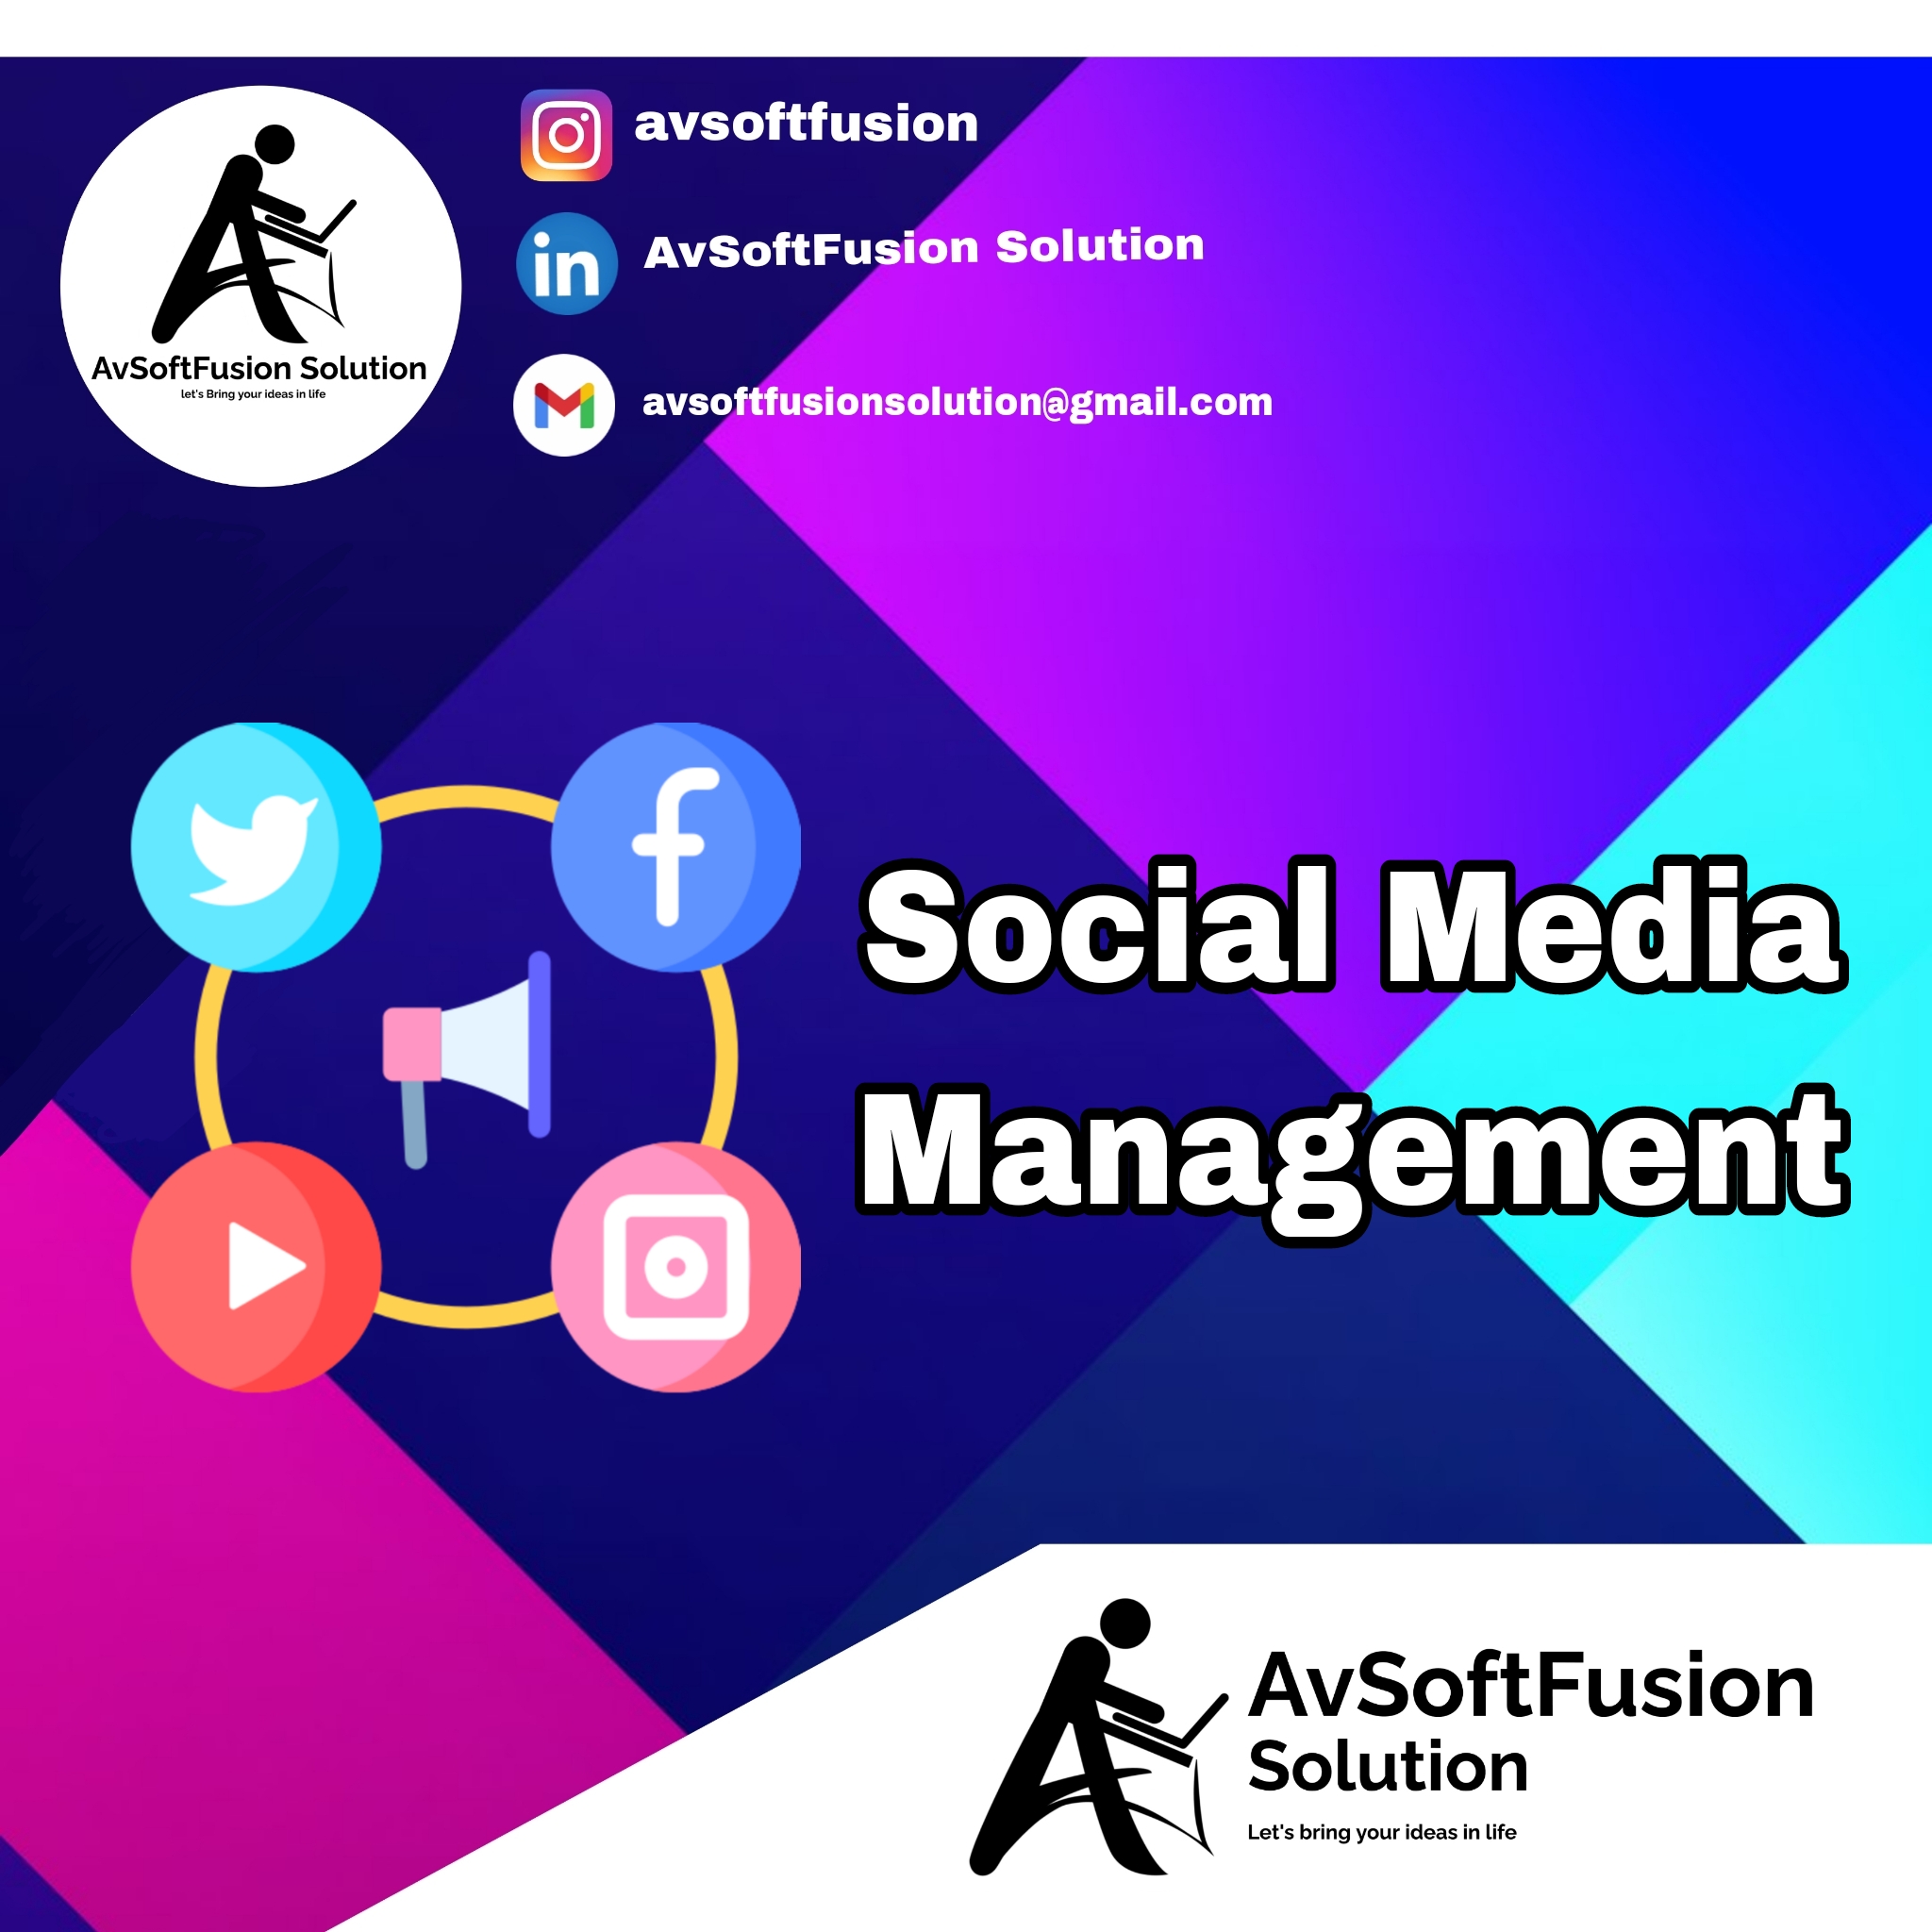 AvSoftFusion Solution
let's Bring your ideas in life
avsoftfusion
in
AvSoftFusion Solution
avsoftfusionsolution@gmail.com
Social Media
Management
AvSoftFusion
Solution
Let's bring your ideas in life